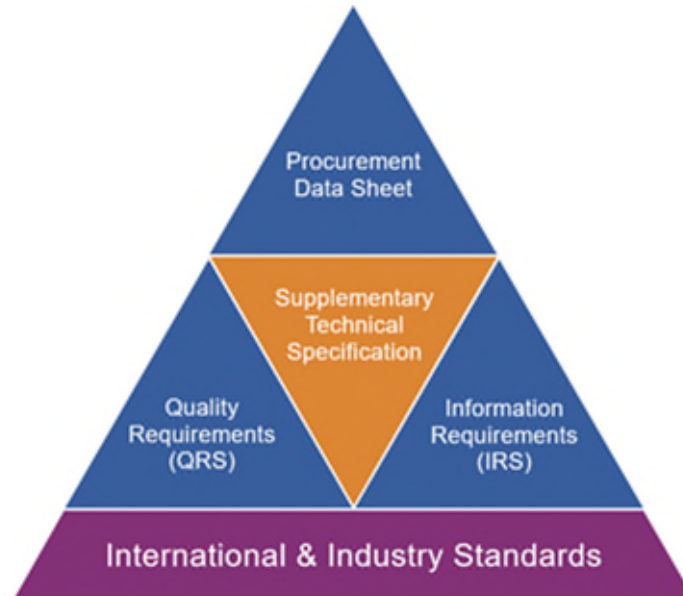 Procurement
Data Sheet
Supplementary
Technical
Specification
Quality
Requirements
(QRS)
Information
Requirements
(IRS)
International & Industry Standards